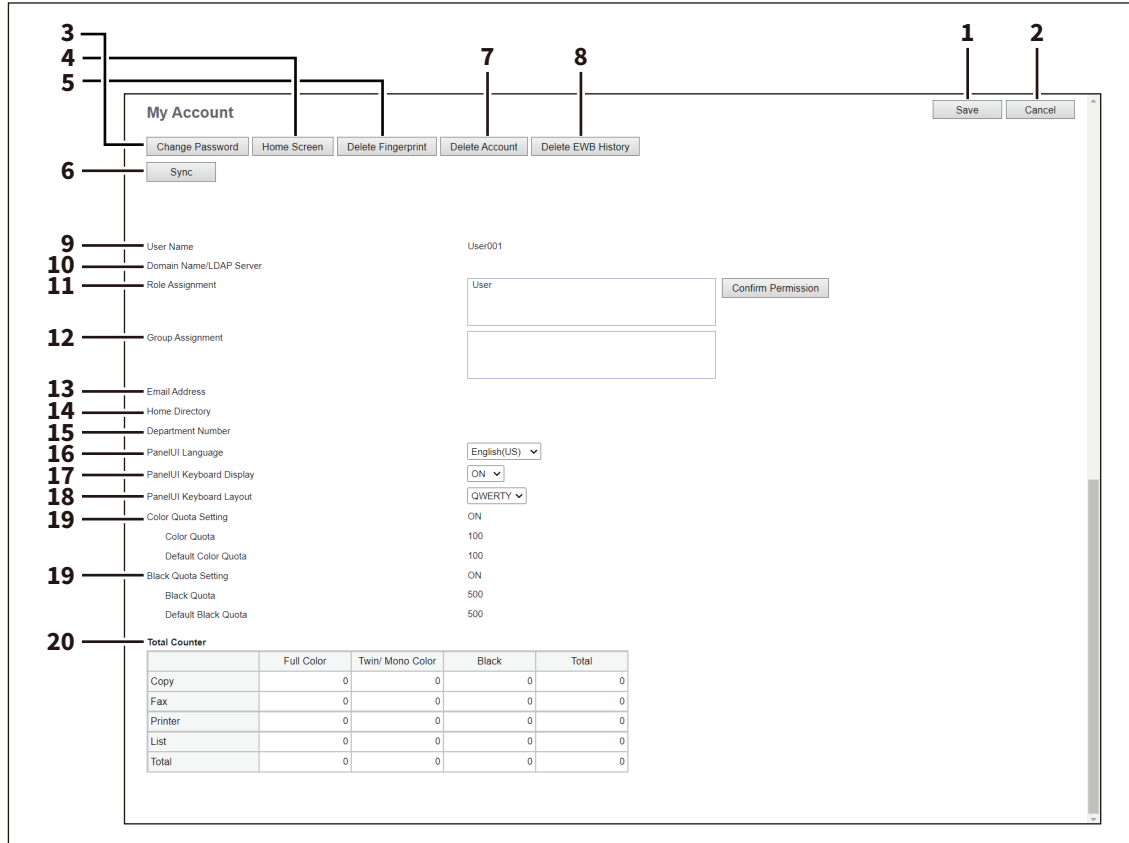 3
4
5
7
8
1
2
My Account
Save
Cancel
Change Password
Home Screen
Delete Fingerprint
Delete Account
Delete EWB History
6
Sync
9
User Name
User001
10
Domain Name/LDAP Server
11
Role Assignment
User
Confirm Permission
12
Group Assignment
13
Email Address
14
Home Directory
15
Department Number
16
PanelUI Language
English(US)
17
PanelUI Keyboard Display
ON
18
PanelUI Keyboard Layout
QWERTY
19
Color Quota Setting
ON
Color Quota
100
Default Color Quota
100
19
Black Quota Setting
ON
Black Quota
500
Default Black Quota
500
20
Total Counter
Full Color Twin/ Mono Color Black Total
Copy 0 0 0 0
Fax 0 0 0 0
Printer 0 0 0 0
List 0 0 0 0
Total 0 0 0 0